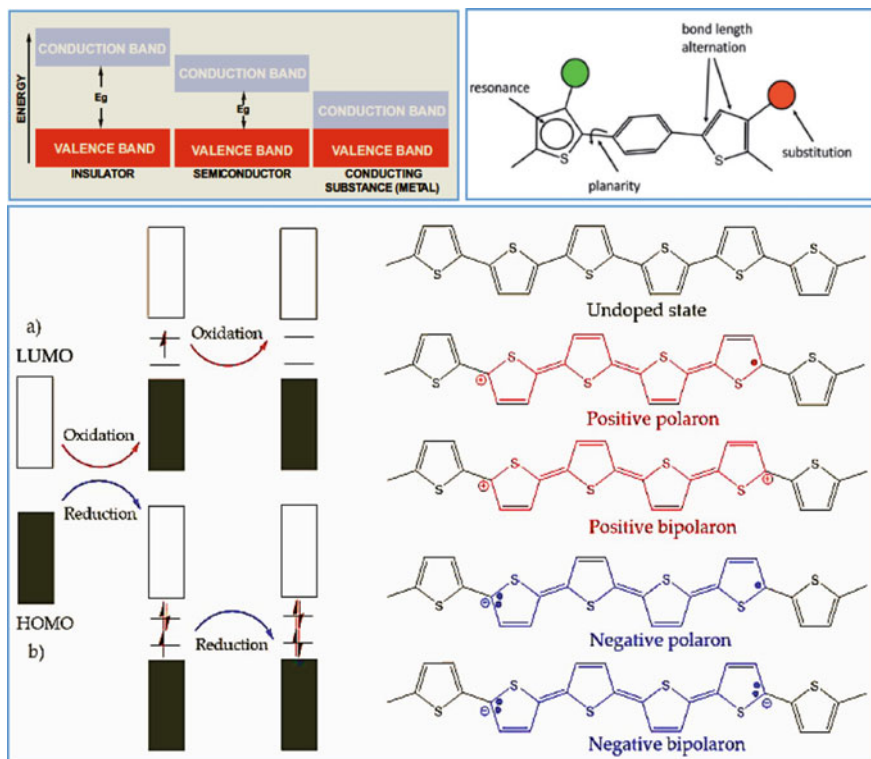 CONDUCTION BAND
Eg
VALENCE BAND
INSULATOR
CONDUCTION BAND
Eg
VALENCE BAND
SEMICONDUCTOR
CONDUCTION BAND
VALENCE BAND
CONDUCTING
SUBSTANCE (METAL)
ENERGY
bond length
alternation
resonance
S
planarity
S
substitution
a)
LUMO
Oxidation
Oxidation
Reduction
HOMO
b)
Reduction
S S S S S S
Undoped state
S S S S S S
⊕
Positive polaron
S S S S S S
⊕ ⊕
Positive bipolaron
S S S S S S
⊖
Negative polaron
S S S S S S
⊖ ⊖
Negative bipolaron